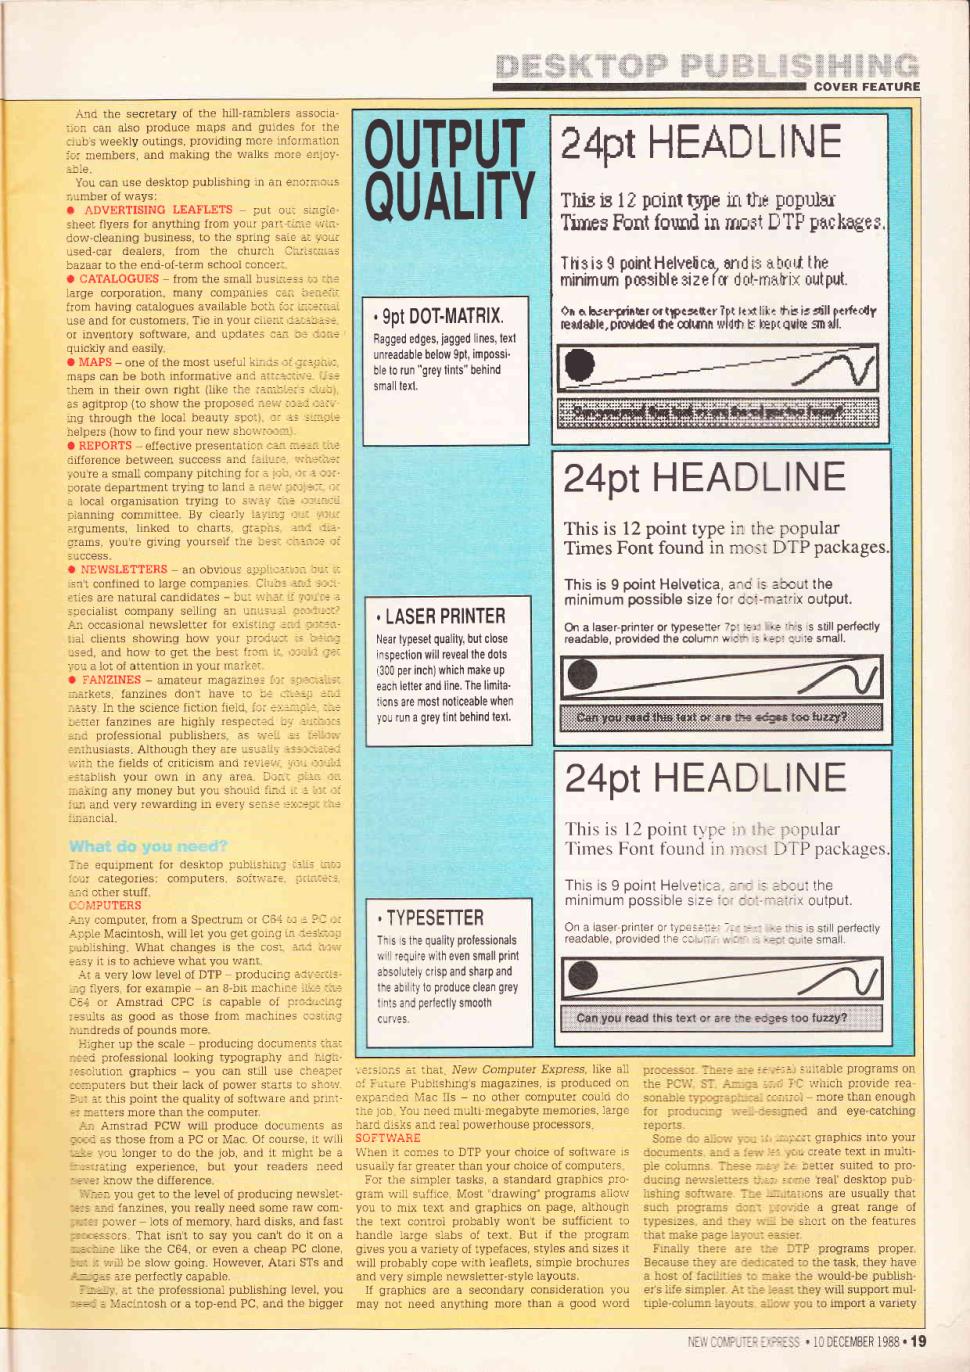 DESKTOP PUBLISIHING
COVER FEATURE
And the secretary of the hill-ramblers associa-
tion can also produce maps and guides for the
club's weekly outings, providing more information
for members, and making the walks more enjoy-
able.
You can use desktop publishing in an enormous
number of ways:
● ADVERTISING LEAFLETS – put out single-
sheet flyers for anything from your part-time win-
dow-cleaning business, to the spring sale at your
used-car dealers, from the church Christmas
bazaar to the end-of-term school concert.
● CATALOGUES – from the small business to the
large corporation, many companies can benefit
from having catalogues available both for internal
use and for customers. Tie in your client database,
or inventory software, and updates can be done
quickly and easily.
● MAPS – one of the most useful kinds of graphic,
maps can be both informative and attractive. Use
them in their own right (like the rambler's club),
as agitprop (to show the proposed new road carv-
ing through the local beauty spot), or as simple
helpers (how to find your new showroom).
● REPORTS – effective presentation can mean the
difference between success and failure, whether
you're a small company pitching for a job, or a cor-
porate department trying to land a new project, or
a local organisation trying to sway the council
planning committee. By clearly laying out your
arguments, linked to charts, graphs, and dia-
grams, you're giving yourself the best chance of
success.
● NEWSLETTERS – an obvious application but it
isn't confined to large companies. Clubs and soci-
eties are natural candidates – but what if you're a
specialist company selling an unusual product?
An occasional newsletter for existing and poten-
tial clients showing how your product is being
used, and how to get the best from it, could get
you a lot of attention in your market.
● FANZINES – amateur magazines for specialist
markets, fanzines don't have to be cheap and
nasty. In the science fiction field, for example, the
better fanzines are highly respected by authors
and professional publishers, as well as fellow
enthusiasts. Although they are usually associated
with the fields of criticism and review, you could
establish your own in any area. Don't plan on
making any money but you should find it a lot of
fun and very rewarding in every sense except the
financial.
What do you need?
The equipment for desktop publishing falls into
four categories: computers, software, printers,
and other stuff.
COMPUTERS
Any computer, from a Spectrum or C64 to a PC or
Apple Macintosh, will let you get going in desktop
publishing. What changes is the cost, and how
easy it is to achieve what you want.
At a very low level of DTP – producing advertis-
ing flyers, for example – an 8-bit machine like the
C64 or Amstrad CPC is capable of producing
results as good as those from machines costing
hundreds of pounds more.
Higher up the scale – producing documents that
need professional looking typography and high-
resolution graphics – you can still use cheaper
computers but their lack of power starts to show.
But at this point the quality of software and print-
er matters more than the computer.
An Amstrad PCW will produce documents as
good as those from a PC or Mac. Of course, it will
take you longer to do the job, and it might be a
frustrating experience, but your readers need
never know the difference.
When you get to the level of producing newslet-
ters and fanzines, you really need some raw com-
puter power – lots of memory, hard disks, and fast
processors. That isn't to say you can't do it on a
machine like the C64, or even a cheap PC clone,
but it will be slow going. However, Atari STs and
Amigas are perfectly capable.
Finally, at the professional publishing level, you
need a Macintosh or a top-end PC, and the bigger
OUTPUT
QUALITY
• 9pt DOT-MATRIX.
Ragged edges, jagged lines, text
unreadable below 9pt, impossi-
ble to run "grey tints" behind
small text.
24pt HEADLINE
This is 12 point type in the popular
Times Font found in most DTP packages.
This is 9 point Helvetica, and is about the
minimum possible size for dot-matrix output.
On a laser-printer or typesetter 7pt text like this is still perfectly
readable, provided the column width is kept quite small.
Can you read this text or are the edges too fuzzy?
• LASER PRINTER
Near typeset quality, but close
inspection will reveal the dots
(300 per inch) which make up
each letter and line. The limita-
tions are most noticeable when
you run a grey tint behind text.
24pt HEADLINE
This is 12 point type in the popular
Times Font found in most DTP packages.
This is 9 point Helvetica, and is about the
minimum possible size for dot-matrix output.
On a laser-printer or typesetter 7pt text like this is still perfectly
readable, provided the column width is kept quite small.
Can you read this text or are the edges too fuzzy?
• TYPESETTER
This is the quality professionals
will require with even small print
absolutely crisp and sharp and
the ability to produce clean grey
tints and perfectly smooth
curves.
24pt HEADLINE
This is 12 point type in the popular
Times Font found in most DTP packages.
This is 9 point Helvetica, and is about the
minimum possible size for dot-matrix output.
On a laser-printer or typesetter 7pt text like this is still perfectly
readable, provided the column width is kept quite small.
Can you read this text or are the edges too fuzzy?
versions at that. New Computer Express, like all
of Future Publishing's magazines, is produced on
expanded Mac IIs – no other computer could do
the job. You need multi-megabyte memories, large
hard disks and real powerhouse processors.
SOFTWARE
When it comes to DTP your choice of software is
usually far greater than your choice of computers.
For the simpler tasks, a standard graphics pro-
gram will suffice. Most "drawing" programs allow
you to mix text and graphics on page, although
the text control probably won't be sufficient to
handle large slabs of text. But if the program
gives you a variety of typefaces, styles and sizes it
will probably cope with leaflets, simple brochures
and very simple newsletter-style layouts.
If graphics are a secondary consideration you
may not need anything more than a good word
processor. There are several suitable programs on
the PCW, ST, Amiga and PC which provide rea-
sonable typographical control – more than enough
for producing well-designed and eye-catching
reports.
Some do allow you to import graphics into your
documents, and a few let you create text in multi-
ple columns. These may be better suited to pro-
ducing newsletters than some 'real' desktop pub-
lishing software. The limitations are usually that
such programs don't provide a great range of
typesizes, and they will be short on the features
that make page layout easier.
Finally there are the DTP programs proper.
Because they are dedicated to the task, they have
a host of facilities to make the would-be publish-
er's life simpler. At the least they will support mul-
tiple-column layouts, allow you to import a variety
NEW COMPUTER EXPRESS • 10 DECEMBER 1988 • 19